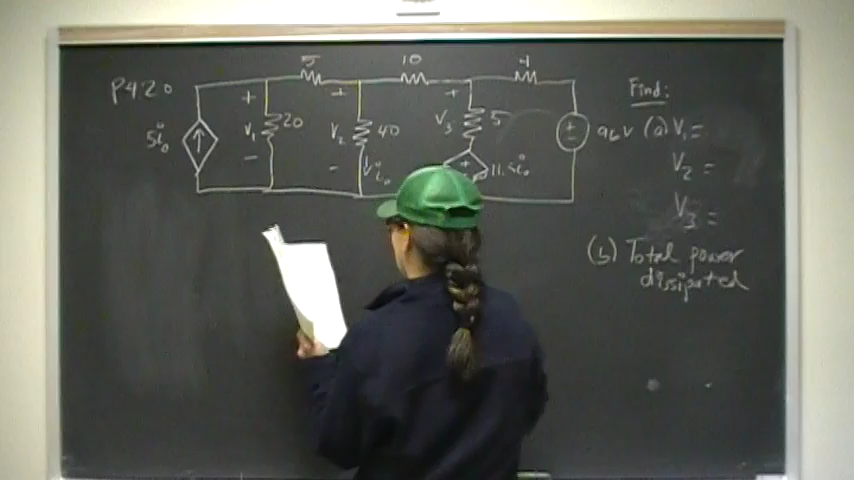 P4.20
5 10 4
5i₀ + V₁ - 20
+ V₂ - 40
i₀
+ V₃ 5
+ 11.5i₀
+ - 96V
Find:
(a) V₁ =
V₂ =
V₃ =
(b) Total power
dissipated